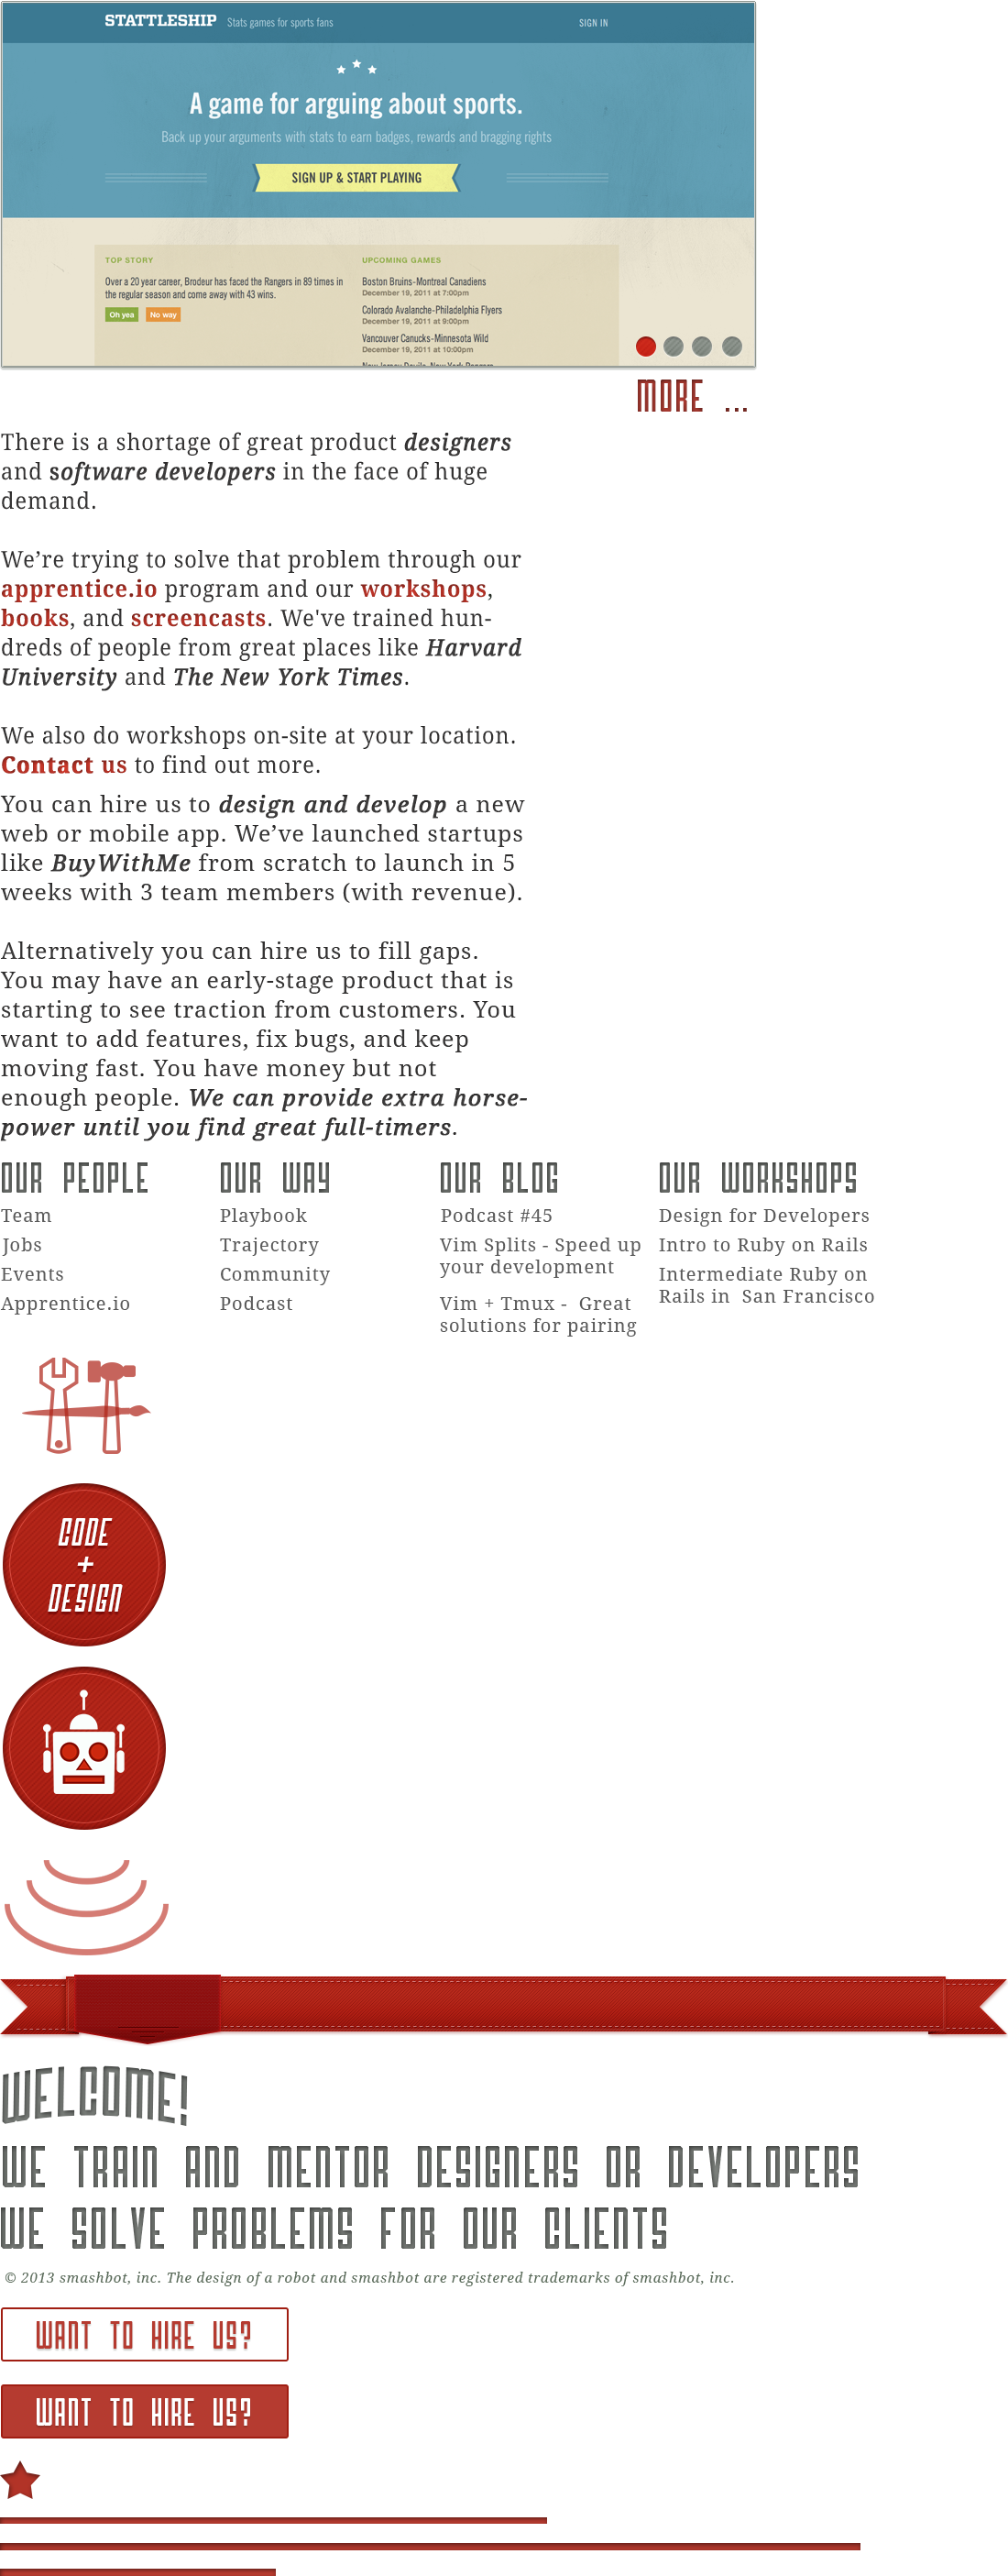 STATTLESHIP Stats games for sports fans SIGN IN
A game for arguing about sports.
Back up your arguments with stats to earn badges, rewards and bragging rights
SIGN UP & START PLAYING
TOP STORY
Over a 20 year career, Brodeur has faced the Rangers in 89 times in
the regular season and come away with 43 wins.
Oh yea No way
UPCOMING GAMES
Boston Bruins-Montreal Canadiens
December 19, 2011 at 7:00pm
Colorado Avalanche-Philadelphia Flyers
December 19, 2011 at 9:00pm
Vancouver Canucks-Minnesota Wild
December 19, 2011 at 10:00pm
MORE ...
There is a shortage of great product designers
and software developers in the face of huge
demand.
We’re trying to solve that problem through our
apprentice.io program and our workshops,
books, and screencasts. We've trained hun-
dreds of people from great places like Harvard
University and The New York Times.
We also do workshops on-site at your location.
Contact us to find out more.
You can hire us to design and develop a new
web or mobile app. We’ve launched startups
like BuyWithMe from scratch to launch in 5
weeks with 3 team members (with revenue).
Alternatively you can hire us to fill gaps.
You may have an early-stage product that is
starting to see traction from customers. You
want to add features, fix bugs, and keep
moving fast. You have money but not
enough people. We can provide extra horse-
power until you find great full-timers.
OUR PEOPLE
Team
Jobs
Events
Apprentice.io
OUR WAY
Playbook
Trajectory
Community
Podcast
OUR BLOG
Podcast #45
Vim Splits - Speed up
your development
Vim + Tmux - Great
solutions for pairing
OUR WORKSHOPS
Design for Developers
Intro to Ruby on Rails
Intermediate Ruby on
Rails in San Francisco
CODE
+
DESIGN
WELCOME!
WE TRAIN AND MENTOR DESIGNERS OR DEVELOPERS
WE SOLVE PROBLEMS FOR OUR CLIENTS
© 2013 smashbot, inc. The design of a robot and smashbot are registered trademarks of smashbot, inc.
WANT TO HIRE US?
WANT TO HIRE US?